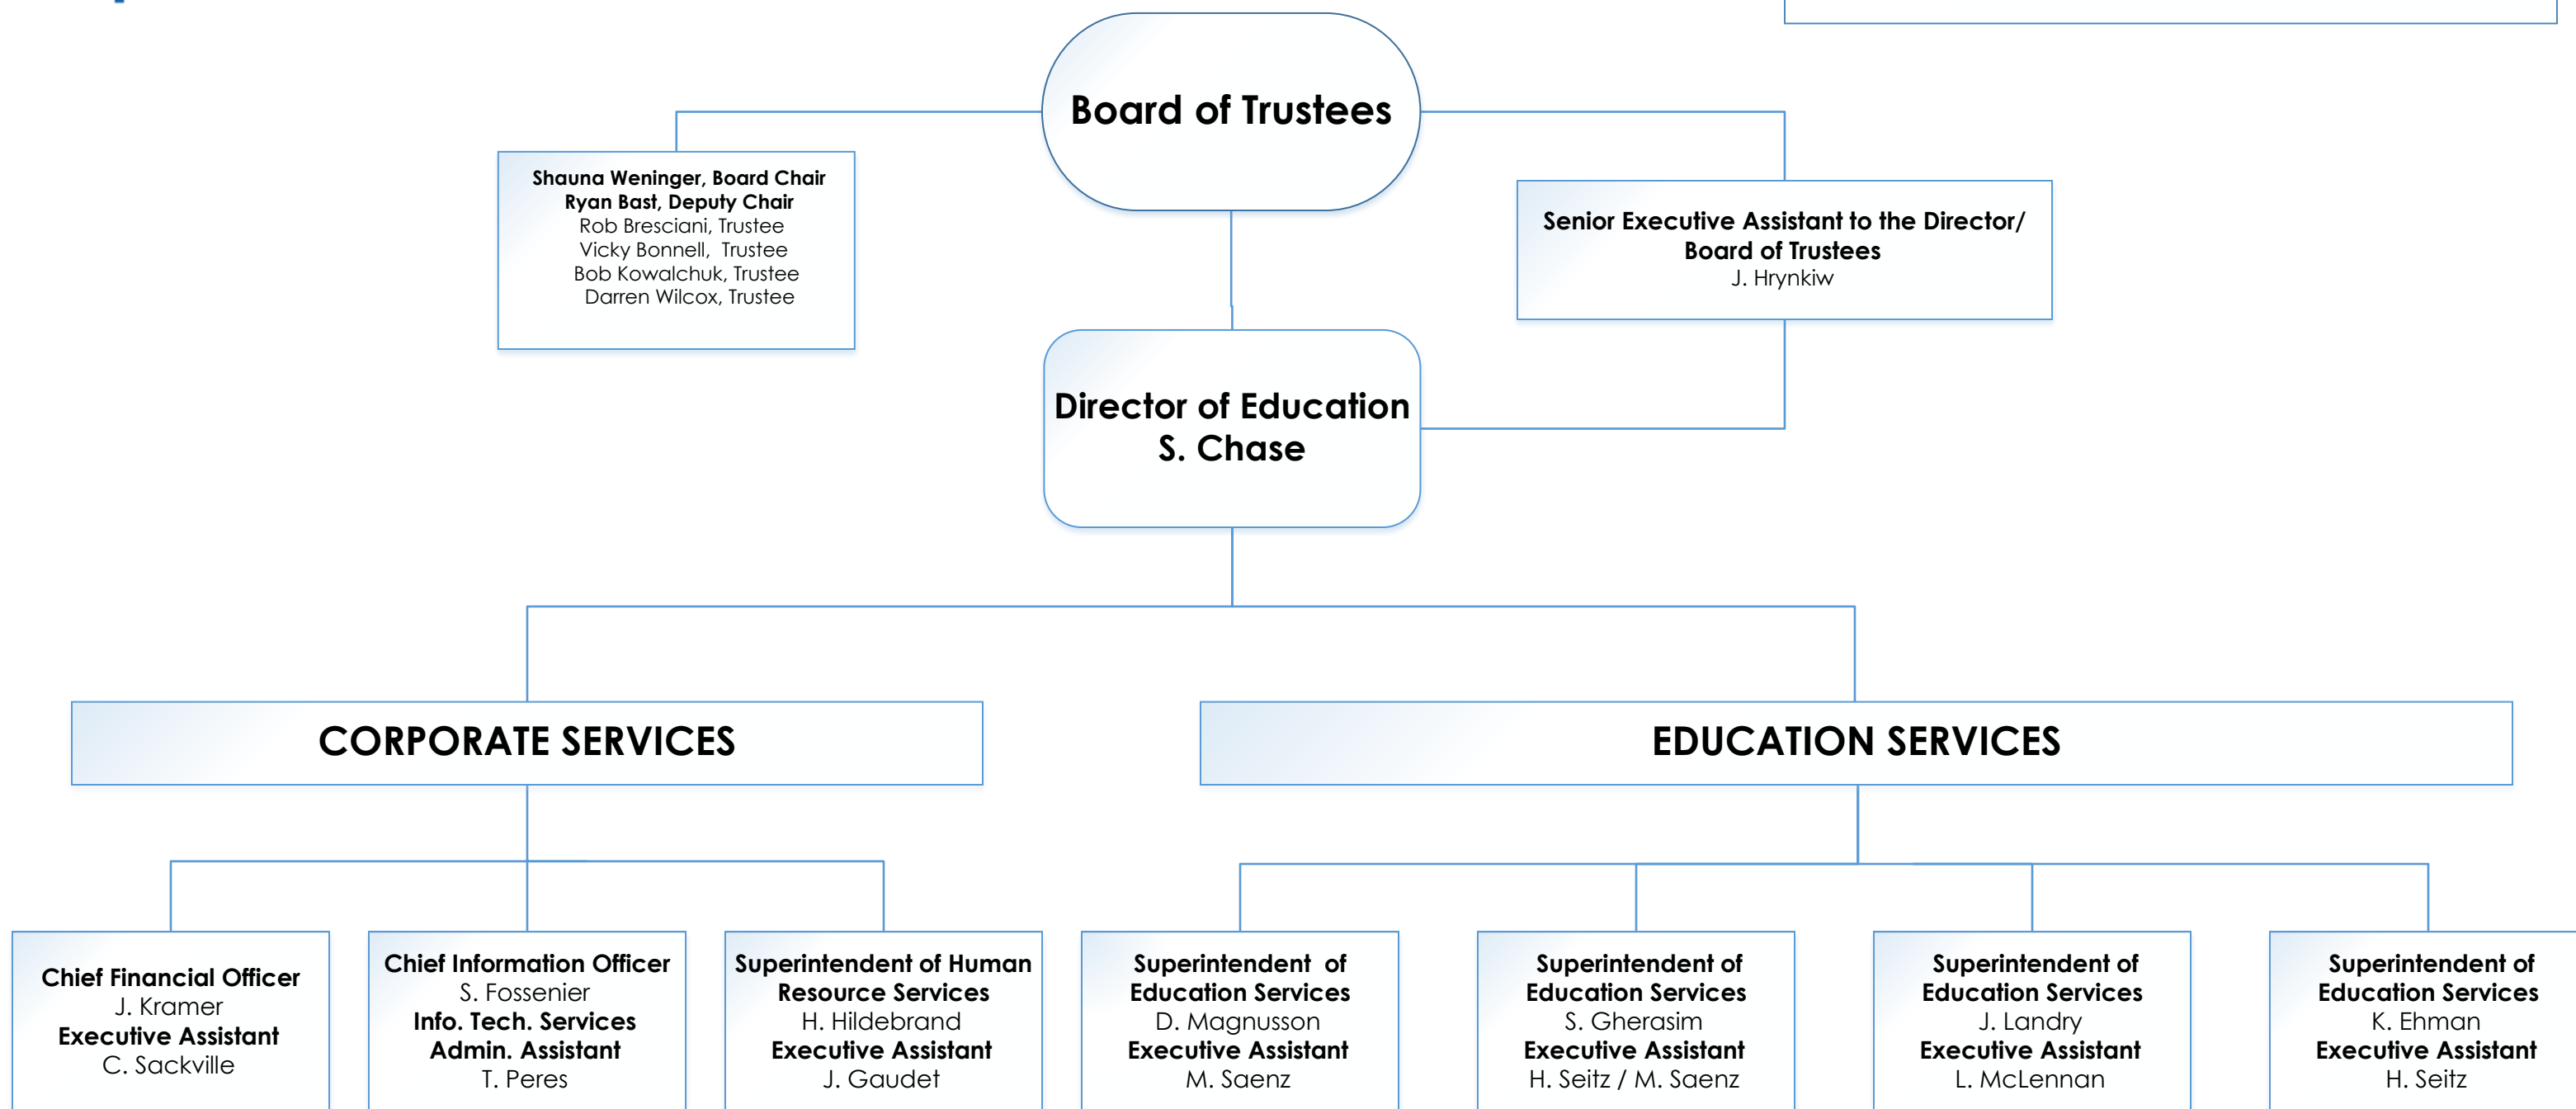 Board of Trustees
Shauna Weninger, Board Chair
Ryan Bast, Deputy Chair
Rob Bresciani, Trustee
Vicky Bonnell, Trustee
Bob Kowalchuk, Trustee
Darren Wilcox, Trustee
Senior Executive Assistant to the Director/
Board of Trustees
J. Hrynkiw
Director of Education
S. Chase
CORPORATE SERVICES
EDUCATION SERVICES
Chief Financial Officer
J. Kramer
Executive Assistant
C. Sackville
Chief Information Officer
S. Fossenier
Info. Tech. Services
Admin. Assistant
T. Peres
Superintendent of Human
Resource Services
H. Hildebrand
Executive Assistant
J. Gaudet
Superintendent of
Education Services
D. Magnusson
Executive Assistant
M. Saenz
Superintendent of
Education Services
S. Gherasim
Executive Assistant
H. Seitz / M. Saenz
Superintendent of
Education Services
J. Landry
Executive Assistant
L. McLennan
Superintendent of
Education Services
K. Ehman
Executive Assistant
H. Seitz